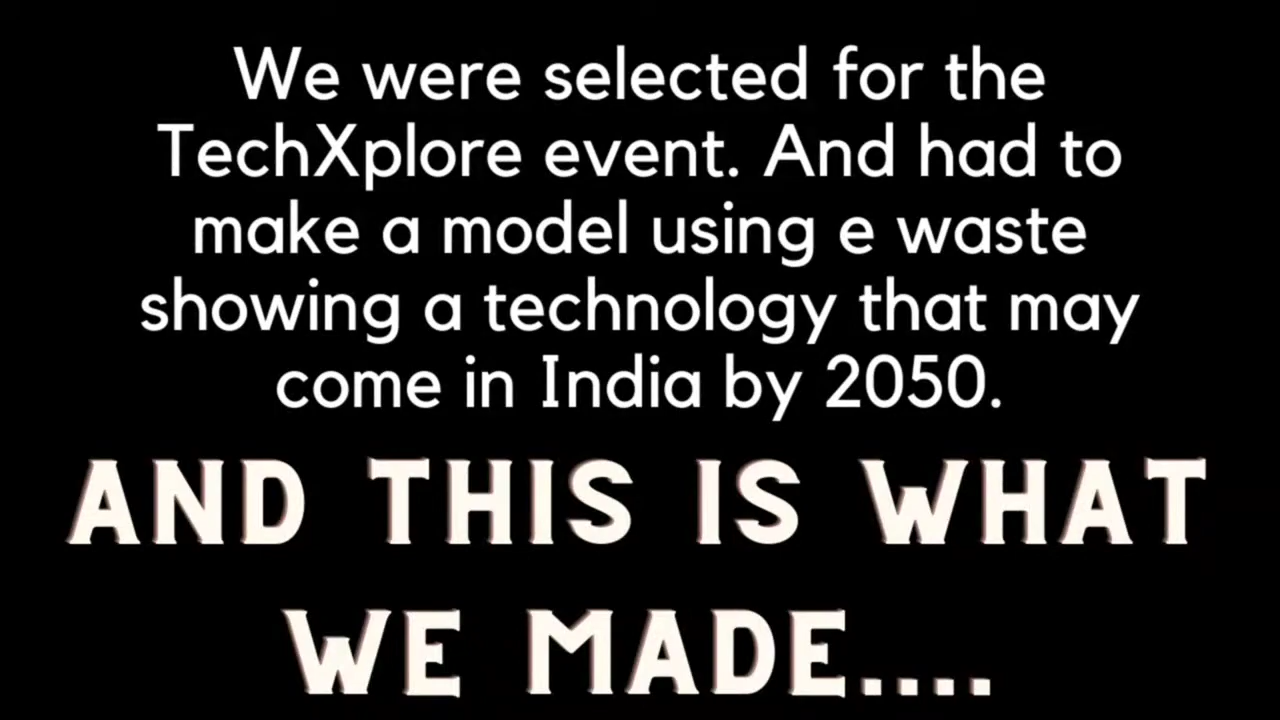 We were selected for the
TechXplore event. And had to
make a model using e waste
showing a technology that may
come in India by 2050.
AND THIS IS WHAT
WE MADE....